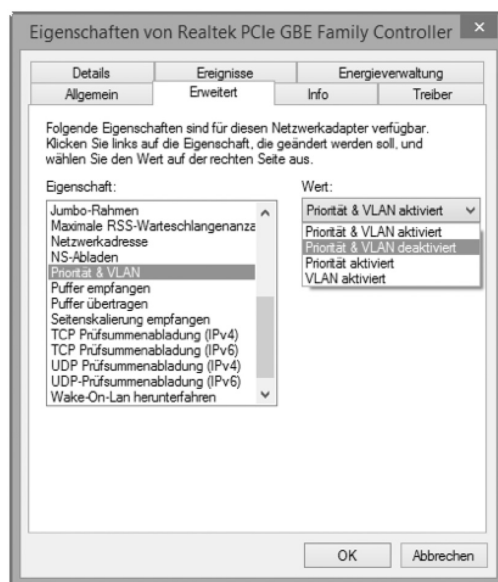 Eigenschaften von Realtek PCIe GBE Family Controller
Details Ereignisse Energieverwaltung
Allgemein Erweitert Info Treiber
Folgende Eigenschaften sind für diesen Netzwerkadapter verfügbar.
Klicken Sie links auf die Eigenschaft, die geändert werden soll, und
wählen Sie den Wert auf der rechten Seite aus.
Eigenschaft:
Jumbo-Rahmen
Maximale RSS-Warteschlangenanza
Netzwerkadresse
NS-Abladen
Priorität & VLAN
Puffer empfangen
Puffer übertragen
Seitenskalierung empfangen
TCP Prüfsummenabladung (IPv4)
TCP Prüfsummenabladung (IPv6)
UDP Prüfsummenabladung (IPv4)
UDP-Prüfsummenabladung (IPv6)
Wake-On-Lan herunterfahren
Wert:
Priorität & VLAN aktiviert
Priorität & VLAN aktiviert
Priorität & VLAN deaktiviert
Priorität aktiviert
VLAN aktiviert
OK Abbrechen